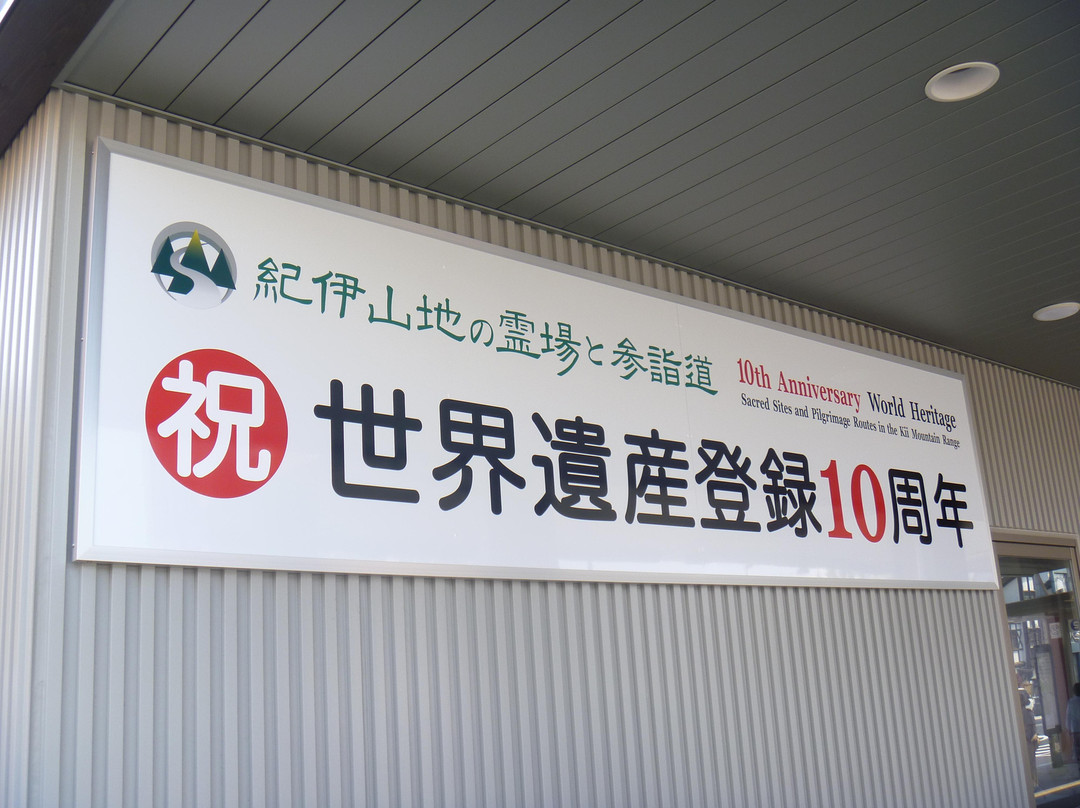 紀伊山地の霊場と参詣道
10th Anniversary World Heritage
Sacred Sites and Pilgrimage Routes in the Kii Mountain Range
祝 世界遺産登録10周年